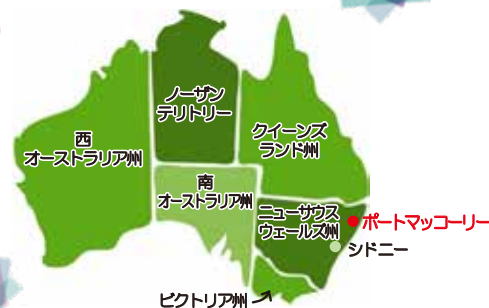 ノーザン
テリトリー
クイーンズ
ランド州
西
オーストラリア州
南
オーストラリア州
ニューサウス
ウェールズ州
ポートマッコーリー
シドニー
ビクトリア州